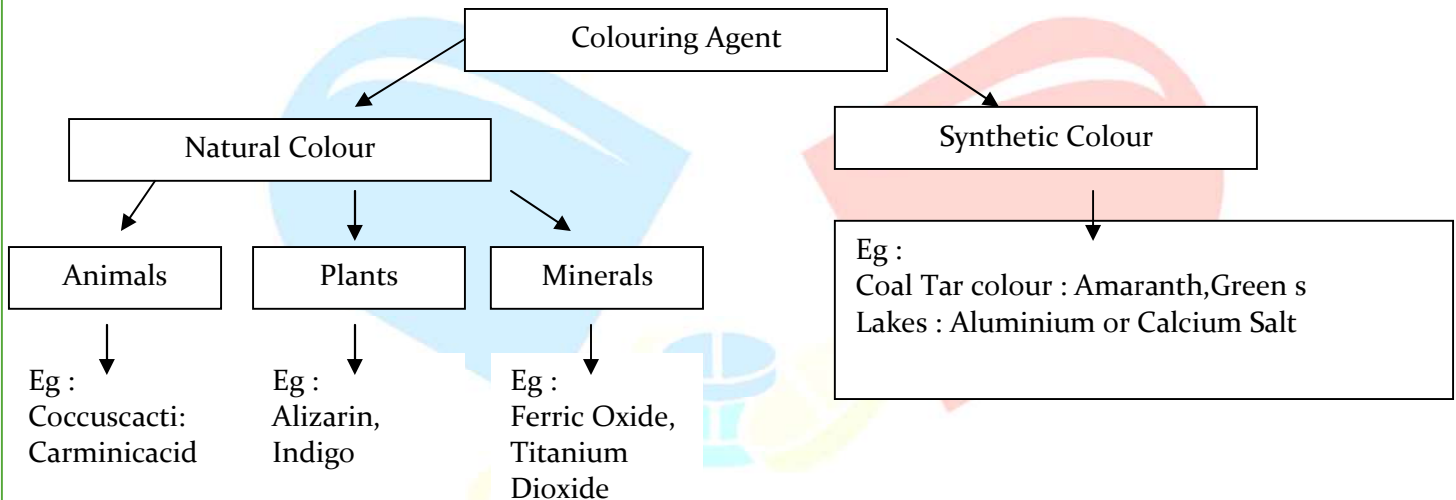 Colouring Agent
Natural Colour
Synthetic Colour
Animals
Plants
Minerals
Eg :
Coccuscacti:
Carminicacid
Eg :
Alizarin,
Indigo
Eg :
Ferric Oxide,
Titanium
Dioxide
Eg :
Coal Tar colour : Amaranth,Green s
Lakes : Aluminium or Calcium Salt